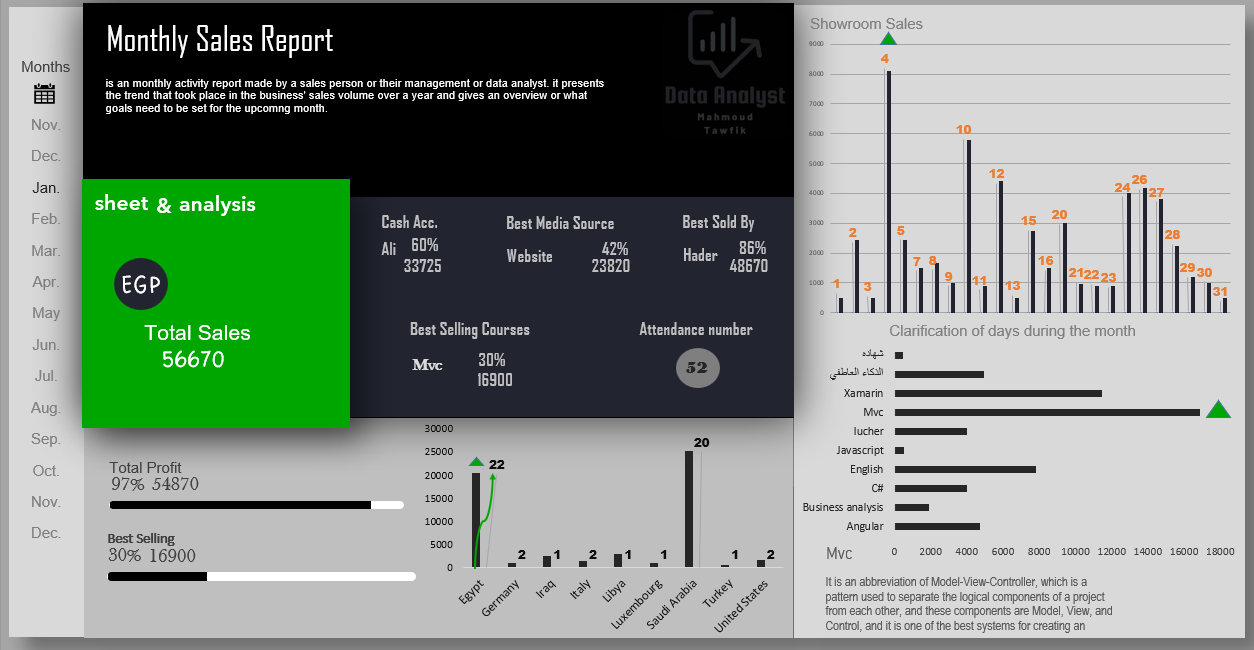 Months
Nov.
Dec.
Jan.
Feb.
Mar.
Apr.
May
Jun.
Jul.
Aug.
Sep.
Oct.
Nov.
Dec.
Monthly Sales Report
is an monthly activity report made by a sales person or their management or data analyst. it presents
the trend that took place in the business' sales volume over a year and gives an overview or what
goals need to be set for the upcomng month.
Data Analyst
Mahmoud
Tawfik
sheet & analysis
EGP
Total Sales
56670
Cash Acc.
Ali 60%
33725
Best Media Source
Website 42%
23820
Best Sold By
Hader 86%
48670
Best Selling Courses
Mvc 30%
16900
Attendance number
52
Total Profit
97% 54870
Best Selling
30% 16900
30000
25000
20000
15000
10000
5000
0
22
2
1
2
1
1
20
1
2
Egypt
Germany
Iraq
Italy
Libya
Luxembourg
Saudi Arabia
Turkey
United States
Showroom Sales
9000
8000
7000
6000
5000
4000
3000
2000
1000
0
1
2
3
4
5
7
8
9
10
11
12
13
15
16
20
21
22
23
24
26
27
28
29
30
31
Clarification of days during the month
شهاده
الذكاء العاطفي
Xamarin
Mvc
lucher
Javascript
English
C#
Business analysis
Angular
0 2000 4000 6000 8000 10000 12000 14000 16000 18000
Mvc
It is an abbreviation of Model-View-Controller, which is a
pattern used to separate the logical components of a project
from each other, and these components are Model, View, and
Control, and it is one of the best systems for creating an